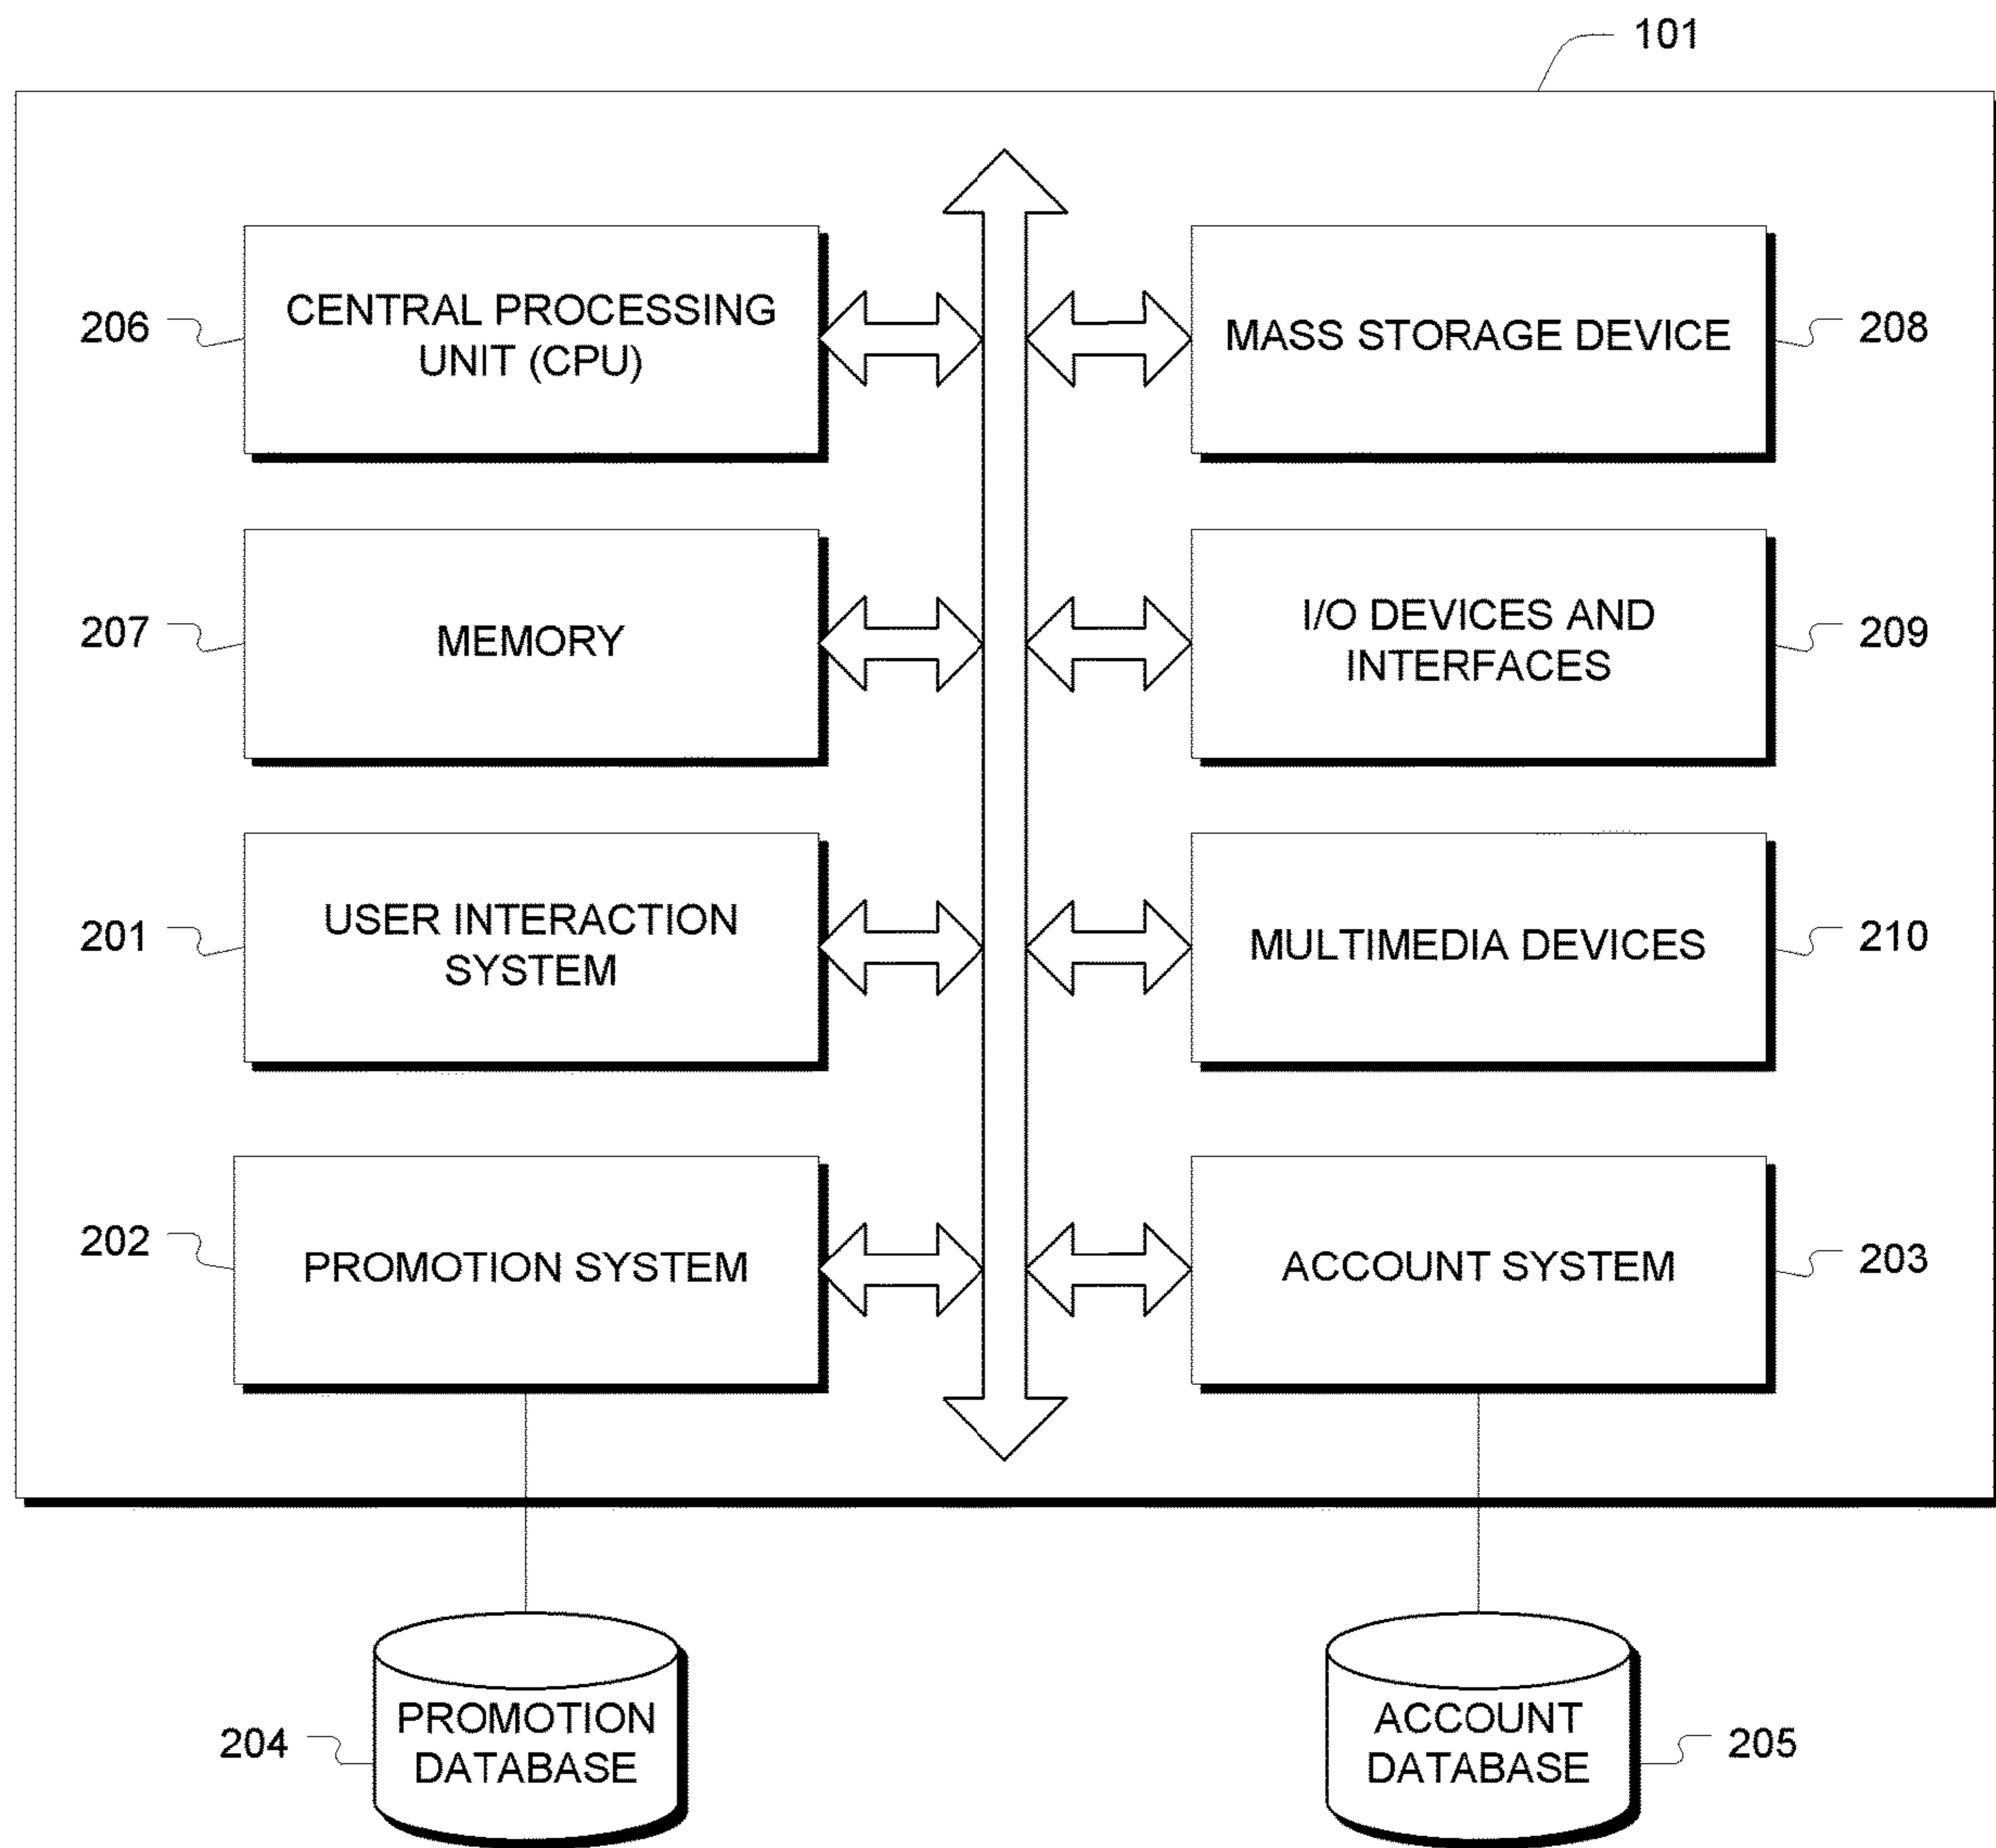 101
206
CENTRAL PROCESSING
UNIT (CPU)
MASS STORAGE DEVICE
208
207
MEMORY
I/O DEVICES AND
INTERFACES
209
201
USER INTERACTION
SYSTEM
MULTIMEDIA DEVICES
210
202
PROMOTION SYSTEM
ACCOUNT SYSTEM
203
204
PROMOTION
DATABASE
ACCOUNT
DATABASE
205